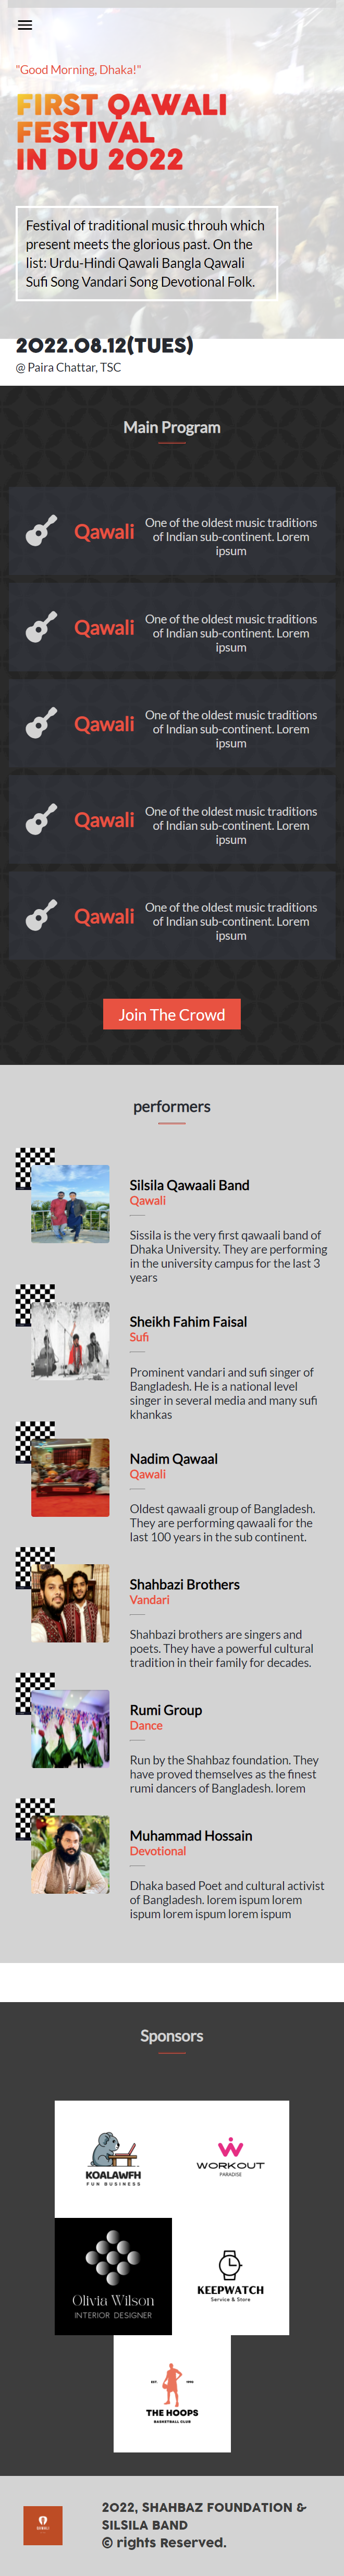 "Good Morning, Dhaka!"
FIRST QAWALI
FESTIVAL
IN DU 2022
Festival of traditional music throuh which
present meets the glorious past. On the
list: Urdu-Hindi Qawali Bangla Qawali
Sufi Song Vandari Song Devotional Folk.
2022.08.12(TUES)
@ Paira Chattar, TSC
Main Program
Qawali
One of the oldest music traditions
of Indian sub-continent. Lorem
ipsum
Qawali
One of the oldest music traditions
of Indian sub-continent. Lorem
ipsum
Qawali
One of the oldest music traditions
of Indian sub-continent. Lorem
ipsum
Qawali
One of the oldest music traditions
of Indian sub-continent. Lorem
ipsum
Qawali
One of the oldest music traditions
of Indian sub-continent. Lorem
ipsum
Join The Crowd
performers
Silsila Qawaali Band
Qawali
Sissila is the very first qawaali band of
Dhaka University. They are performing
in the university campus for the last 3
years
Sheikh Fahim Faisal
Sufi
Prominent vandari and sufi singer of
Bangladesh. He is a national level
singer in several media and many sufi
khankas
Nadim Qawaal
Qawali
Oldest qawaali group of Bangladesh.
They are performing qawaali for the
last 100 years in the sub continent.
Shahbazi Brothers
Vandari
Shahbazi brothers are singers and
poets. They have a powerful cultural
tradition in their family for decades.
Rumi Group
Dance
Run by the Shahbaz foundation. They
have proved themselves as the finest
rumi dancers of Bangladesh. lorem
Muhammad Hossain
Devotional
Dhaka based Poet and cultural activist
of Bangladesh. lorem ispum lorem
ispum lorem ispum lorem ispum
Sponsors
KOALAWFH
FUN BUSINESS
WORKOUT
PARADISE
Olivia Wilson
INTERIOR DESIGNER
KEEPWATCH
Service & Store
THE HOOPS
BASKETBALL CLUB
2022, SHAHBAZ FOUNDATION &
SILSILA BAND
© rights Reserved.